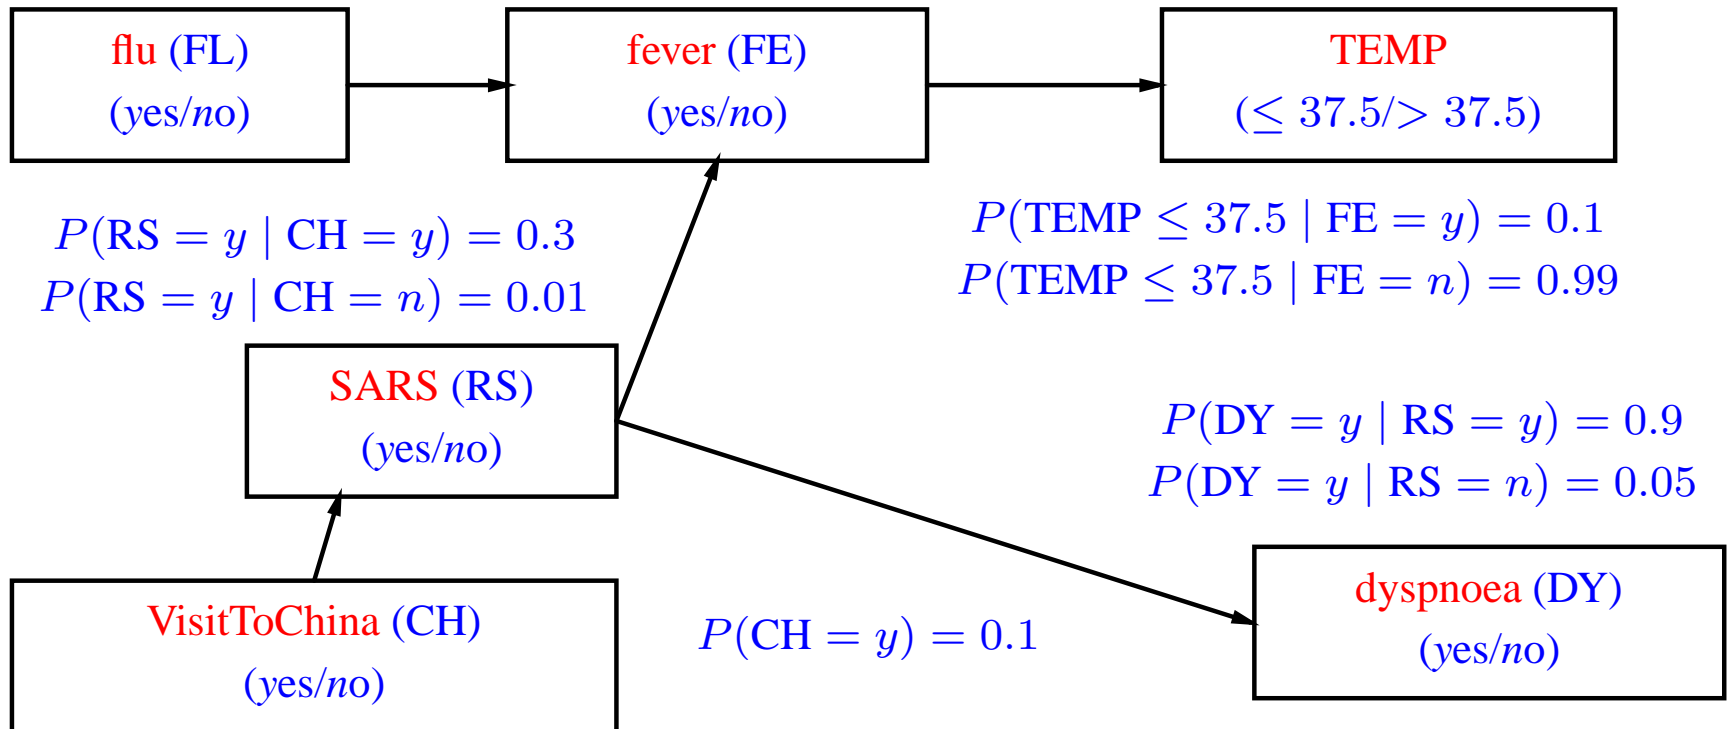 flu (FL)
(yes/no)
fever (FE)
(yes/no)
TEMP
(≤ 37.5/> 37.5)
P(RS = y | CH = y) = 0.3
P(RS = y | CH = n) = 0.01
P(TEMP ≤ 37.5 | FE = y) = 0.1
P(TEMP ≤ 37.5 | FE = n) = 0.99
SARS (RS)
(yes/no)
P(DY = y | RS = y) = 0.9
P(DY = y | RS = n) = 0.05
VisitToChina (CH)
(yes/no)
P(CH = y) = 0.1
dyspnoea (DY)
(yes/no)